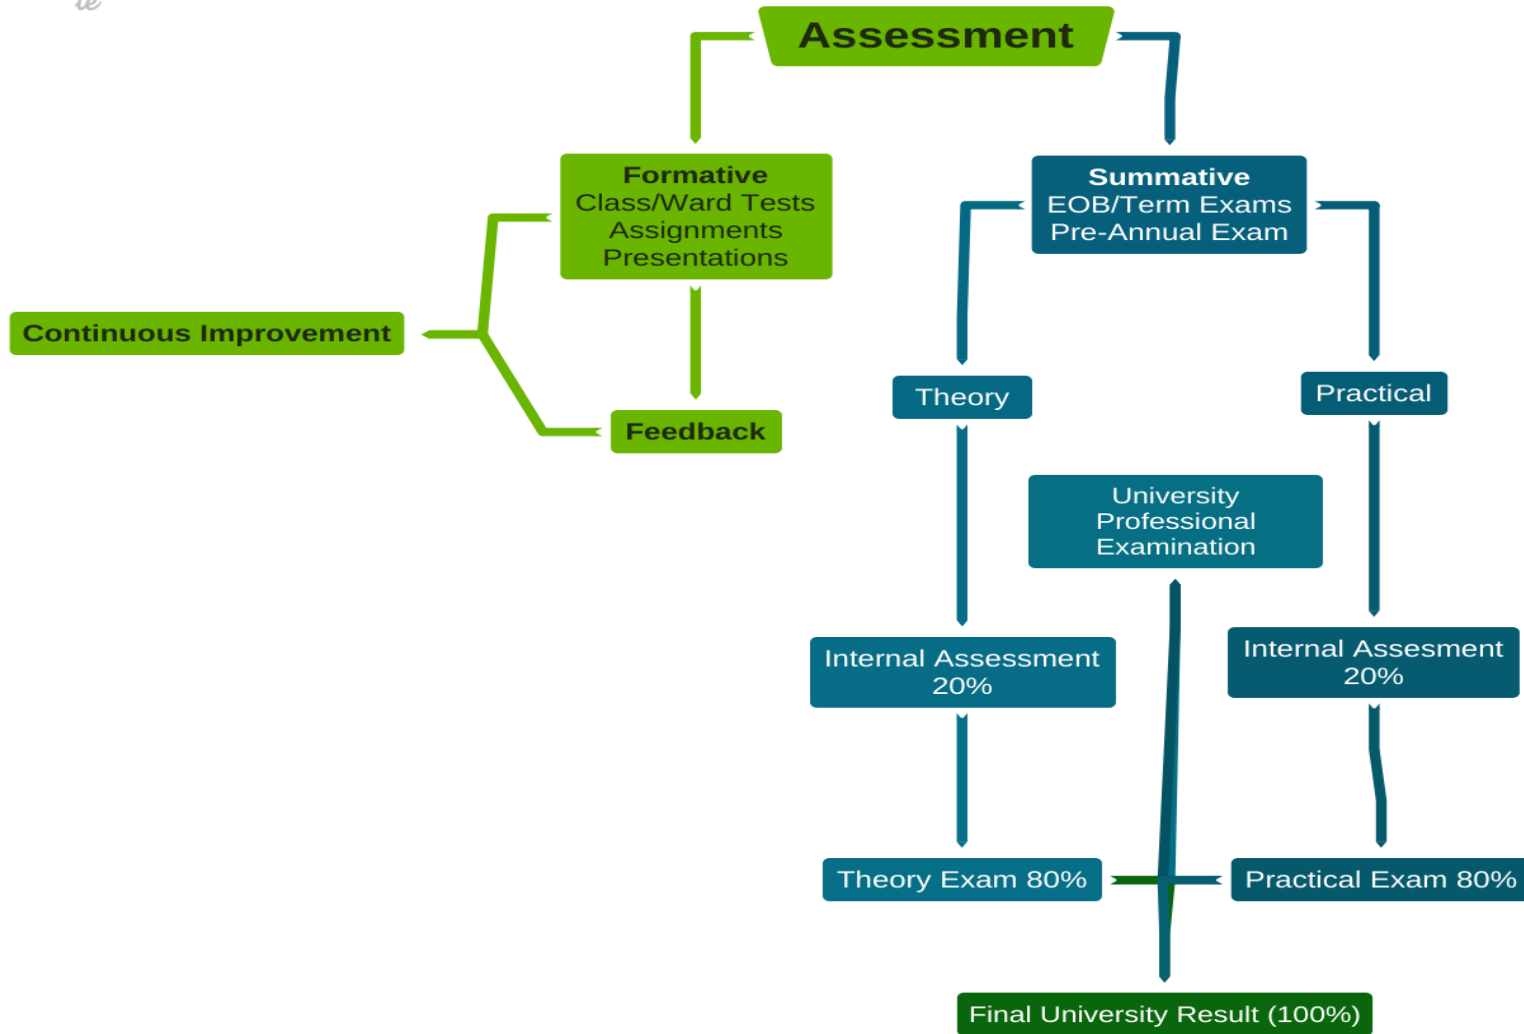 Assessment
Formative
Class/Ward Tests
Assignments
Presentations
Summative
EOB/Term Exams
Pre-Annual Exam
Continuous Improvement
Feedback
Theory
Practical
University
Professional
Examination
Internal Assessment
20%
Internal Assesment
20%
Theory Exam 80%
Practical Exam 80%
Final University Result (100%)